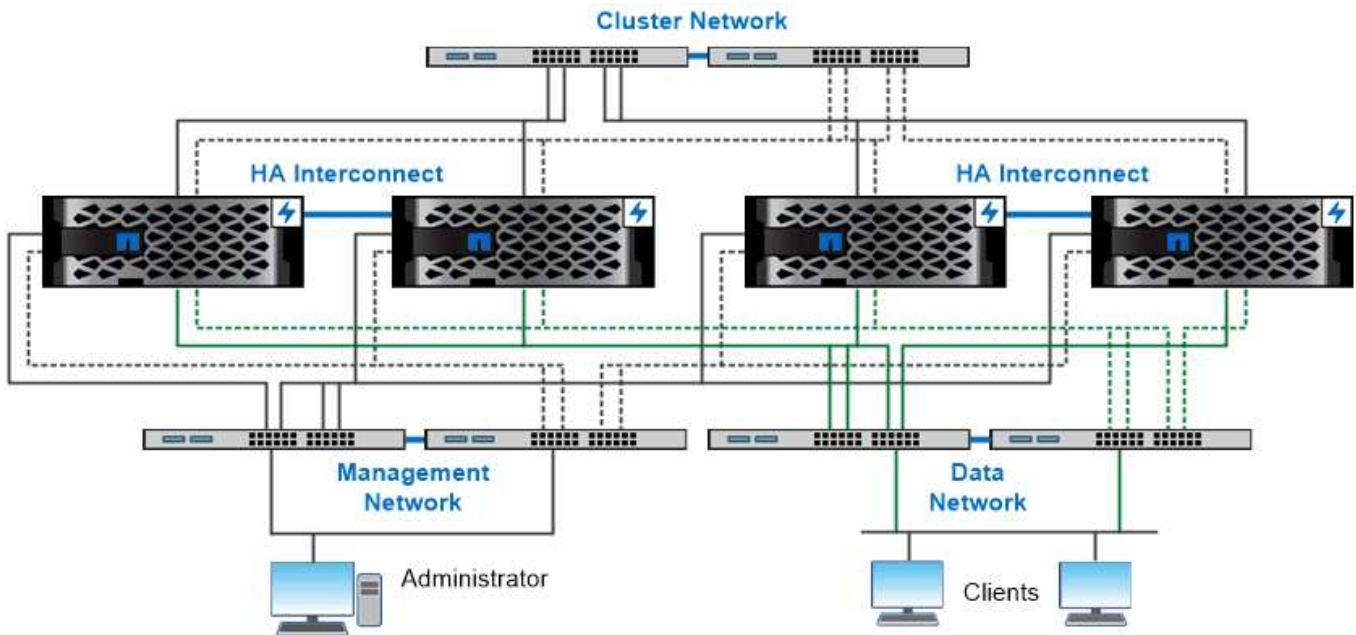 Cluster Network
HA Interconnect
HA Interconnect
Management
Network
Data
Network
Administrator
Clients